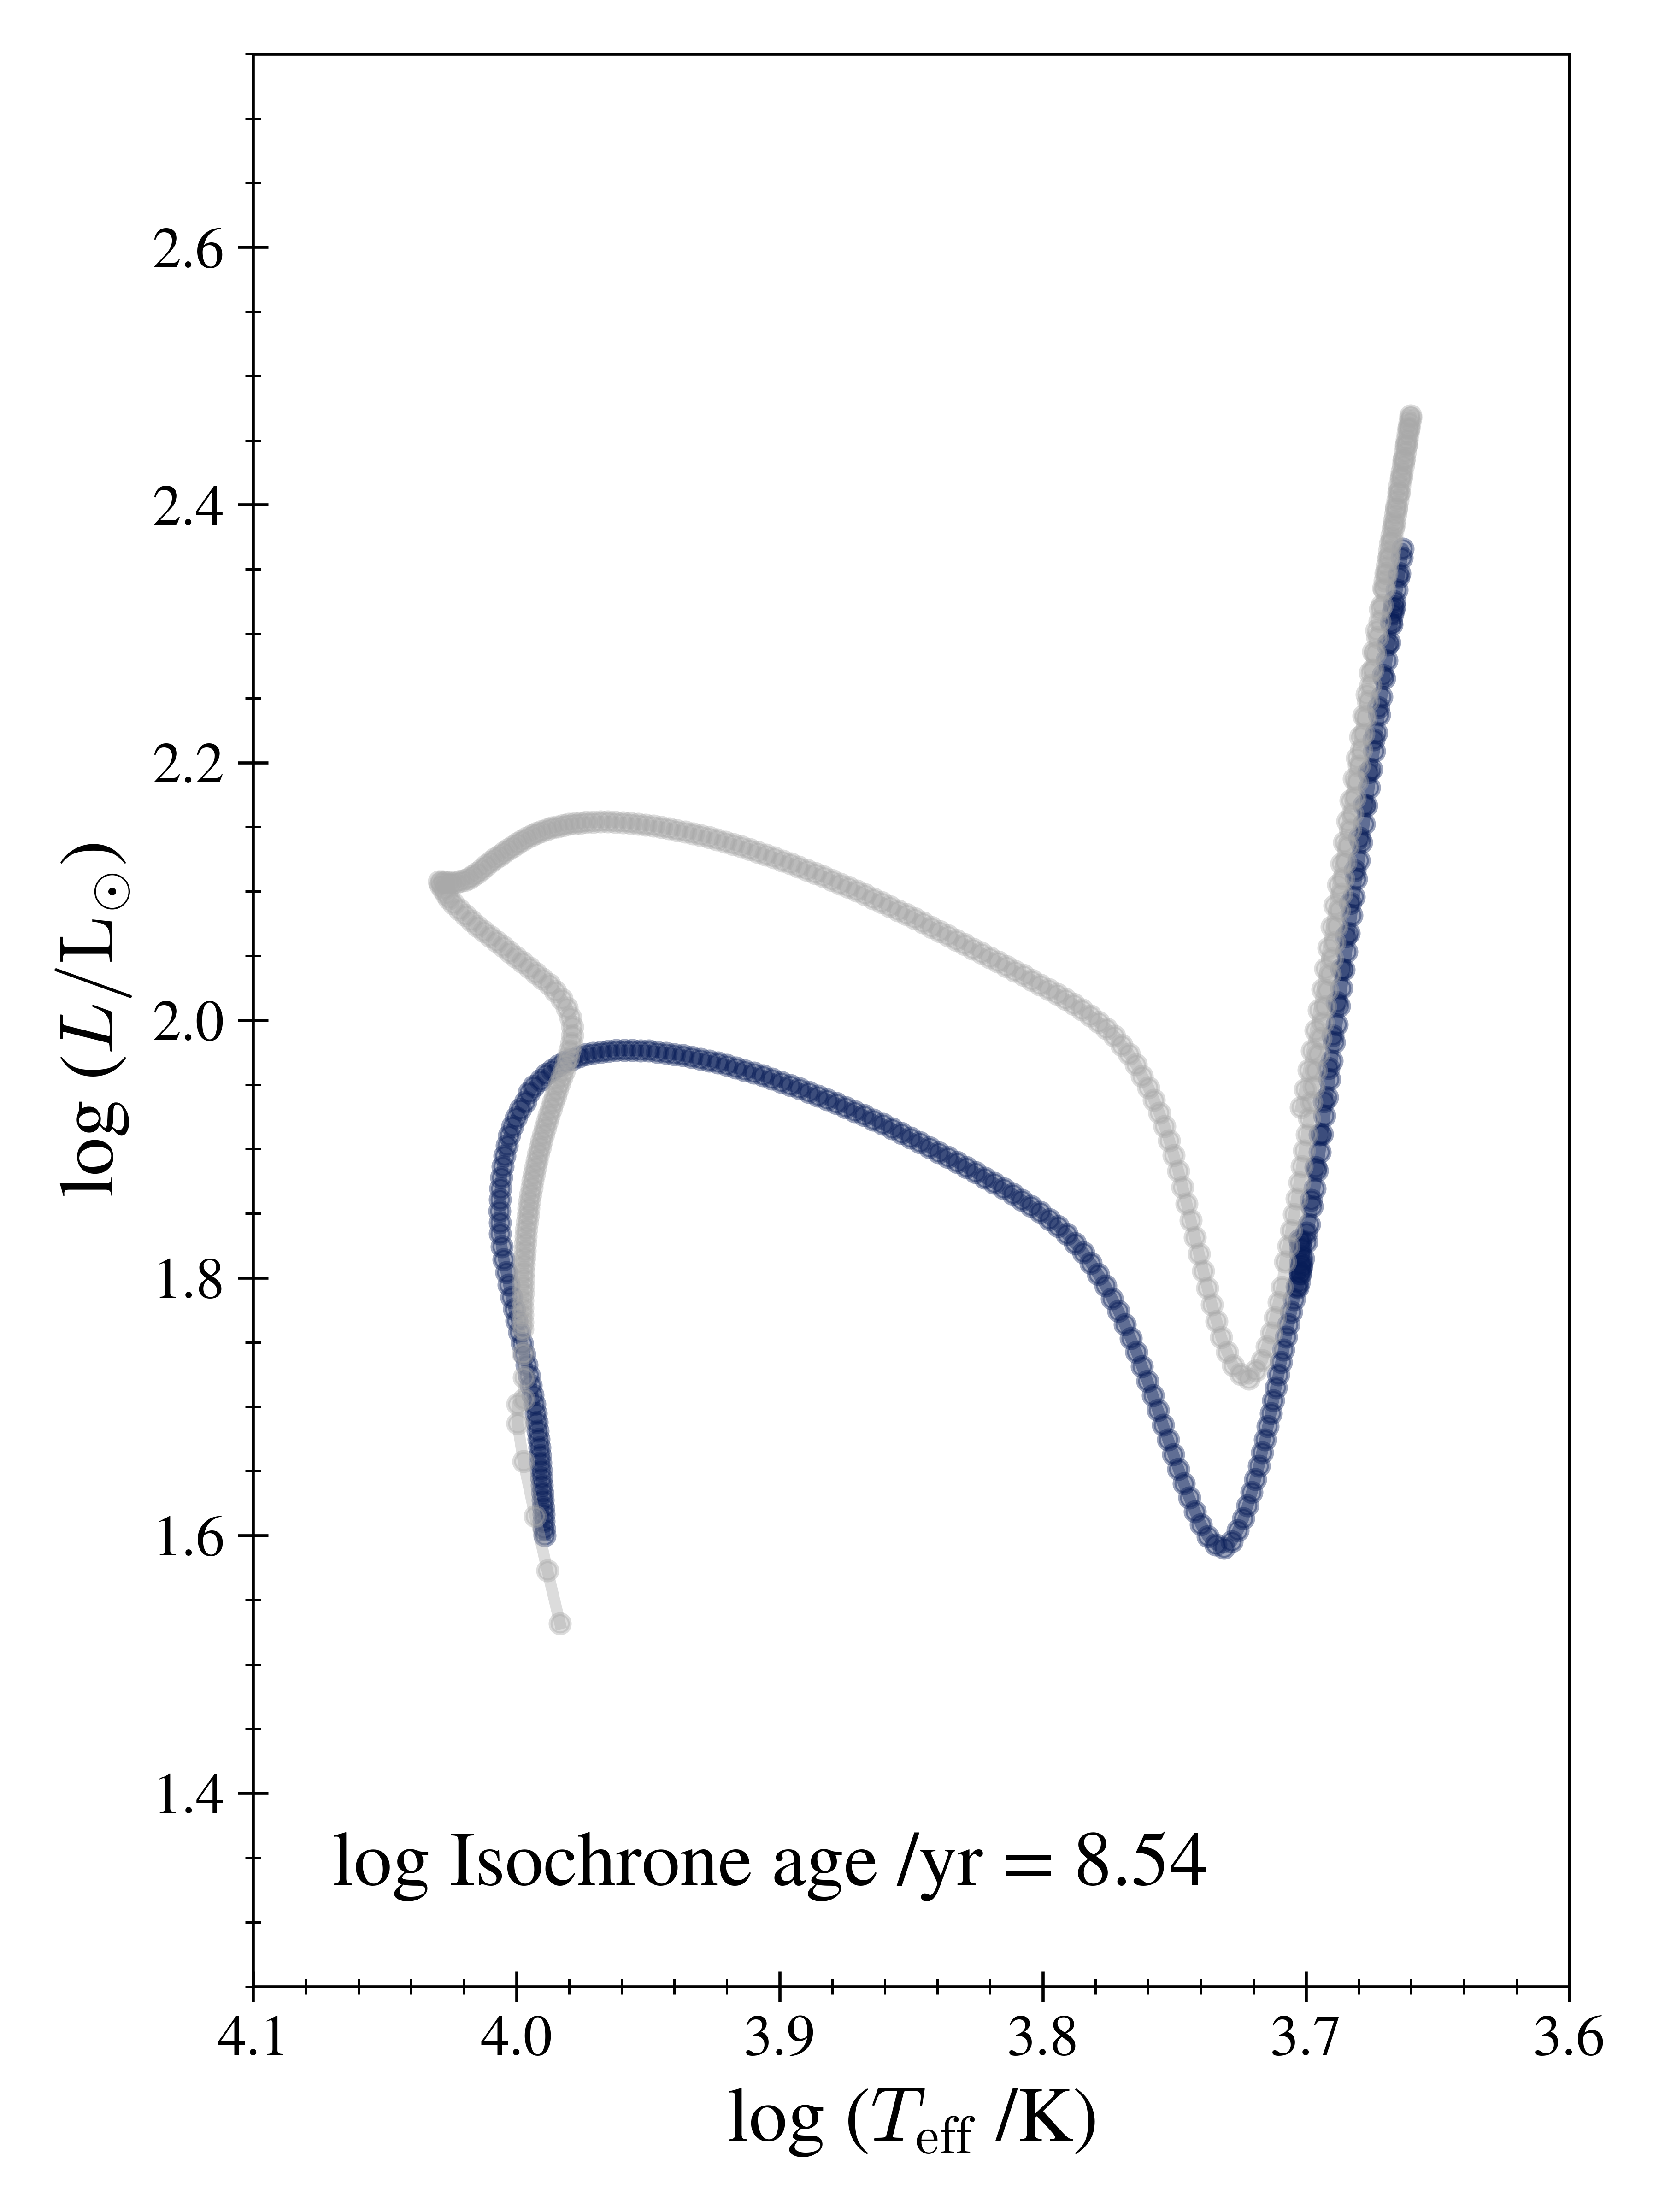 2.6
2.4
2.2
2.0
1.8
1.6
1.4
log (L/L☉)
log Isochrone age /yr = 8.54
4.1 4.0 3.9 3.8 3.7 3.6
log (T_eff /K)